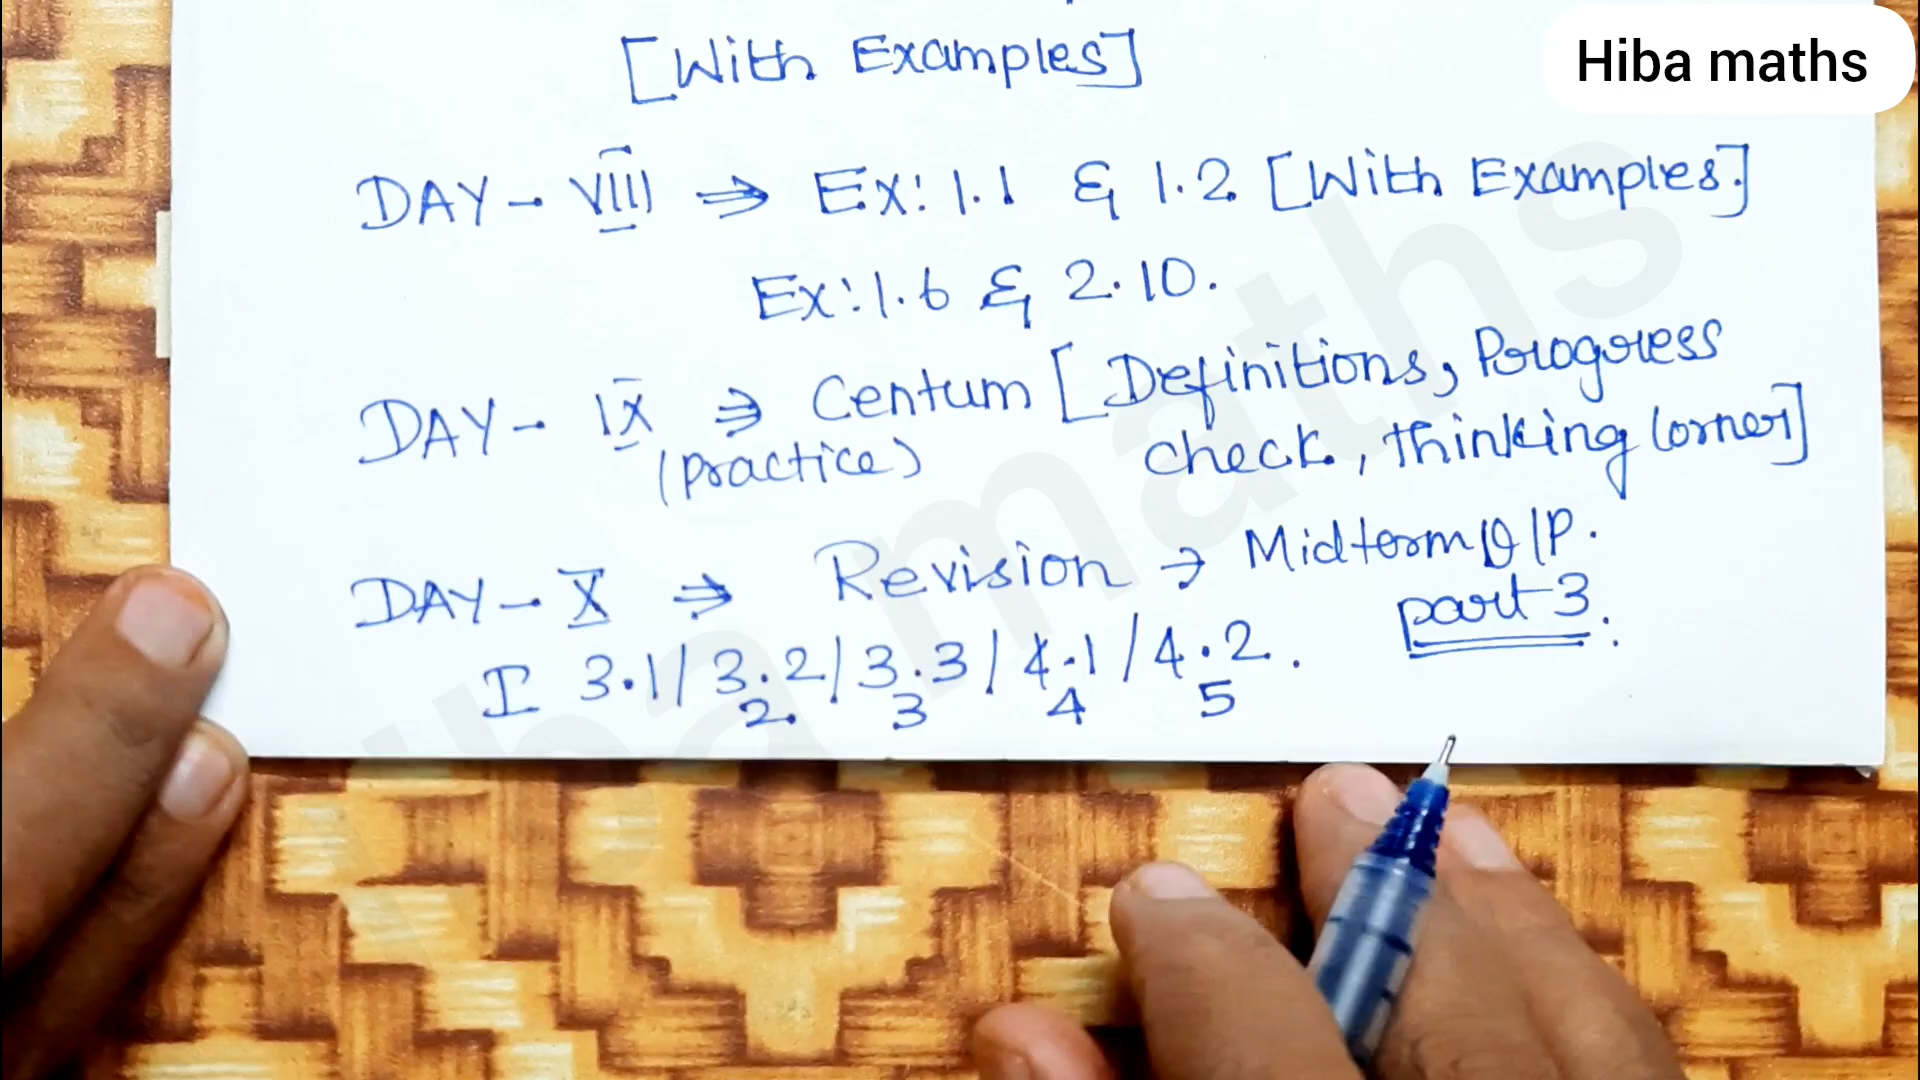 Hiba maths
[With Examples]
DAY - VIII ⇒ Ex: 1.1 & 1.2 [With Examples.]
Ex: 1.6 & 2.10.
DAY - IX ⇒ Centum [Definitions, Progress
(practice) check, thinking Corner]
DAY - X ⇒ Revision → Midterm Q/P.
part 3.
I 3.1 / 3.2 / 3.3 / 4.1 / 4.2.
2. 3 4 5
Hiba maths